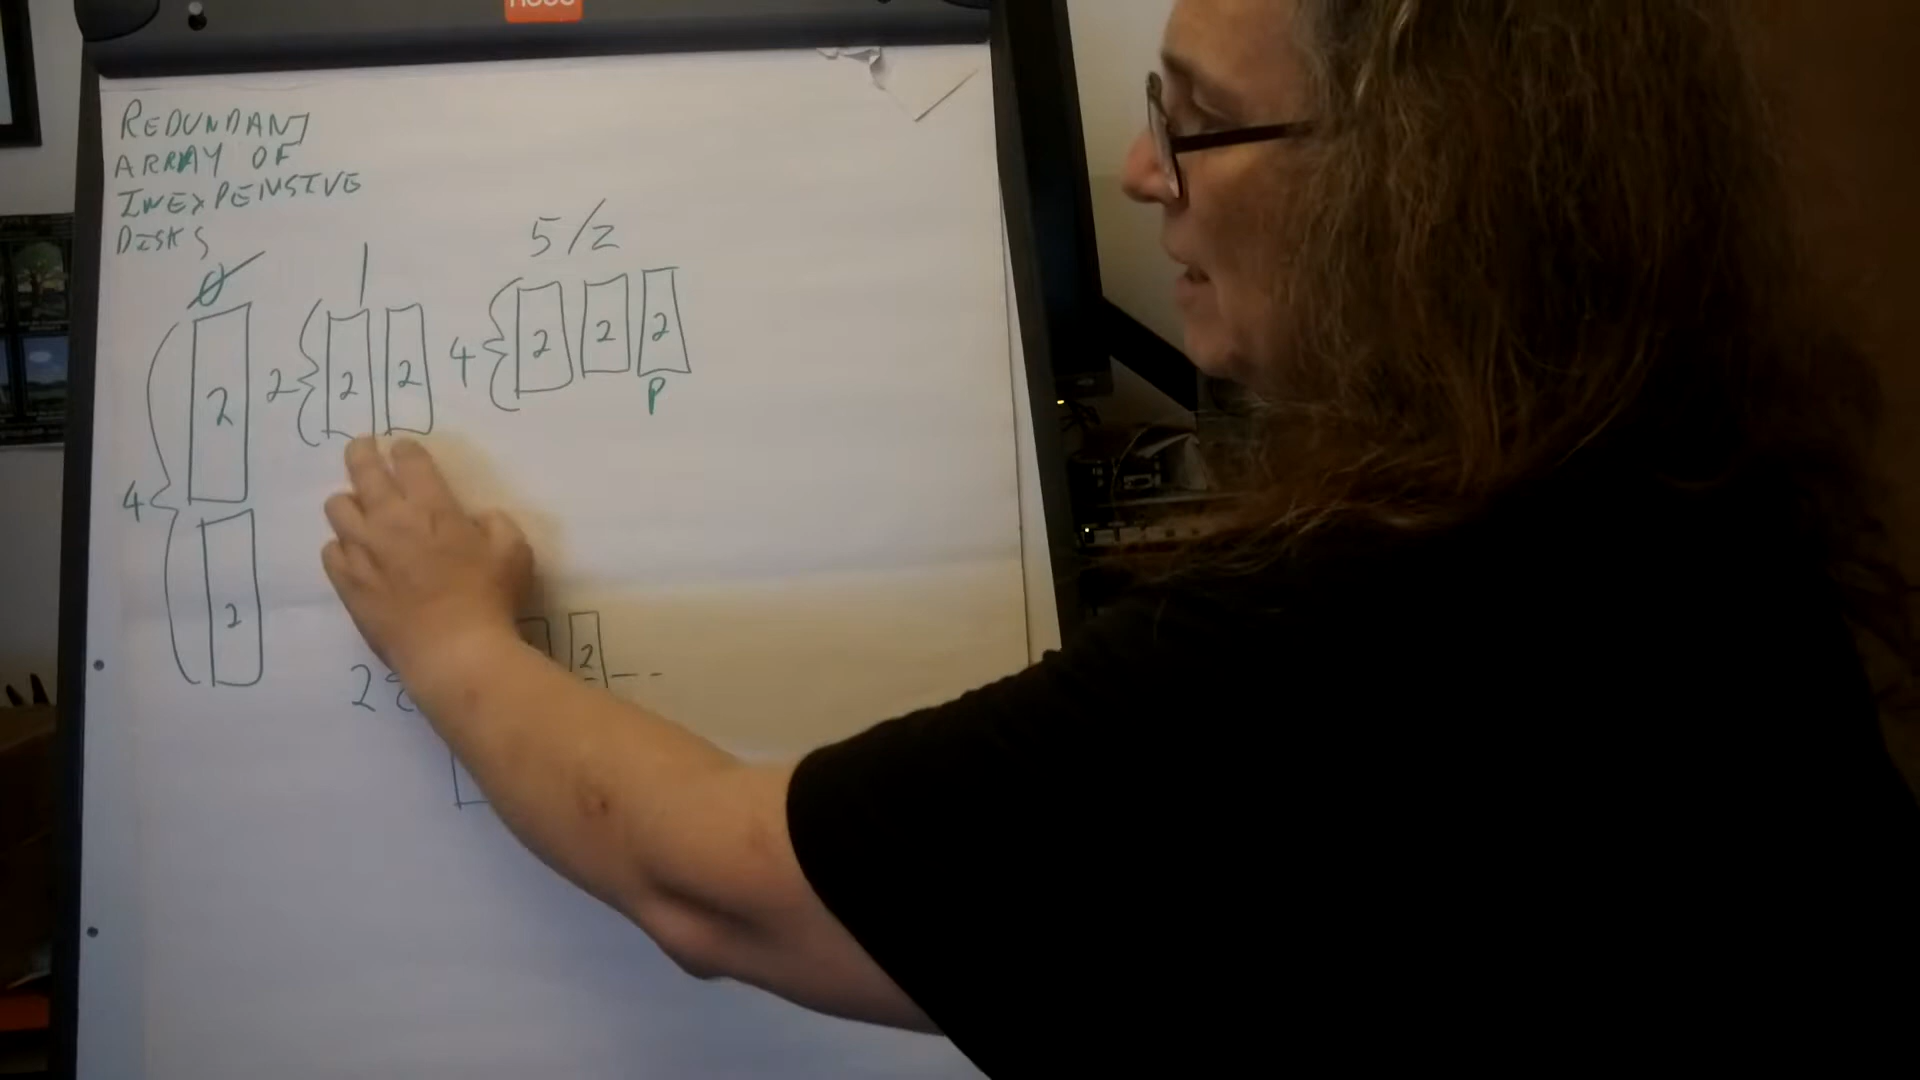 REDUNDANT
ARRAY OF
INEXPENSIVE
DISKS
0 1 5/Z
4 2 2
2 2 2
4 2 2 2
P
2 2